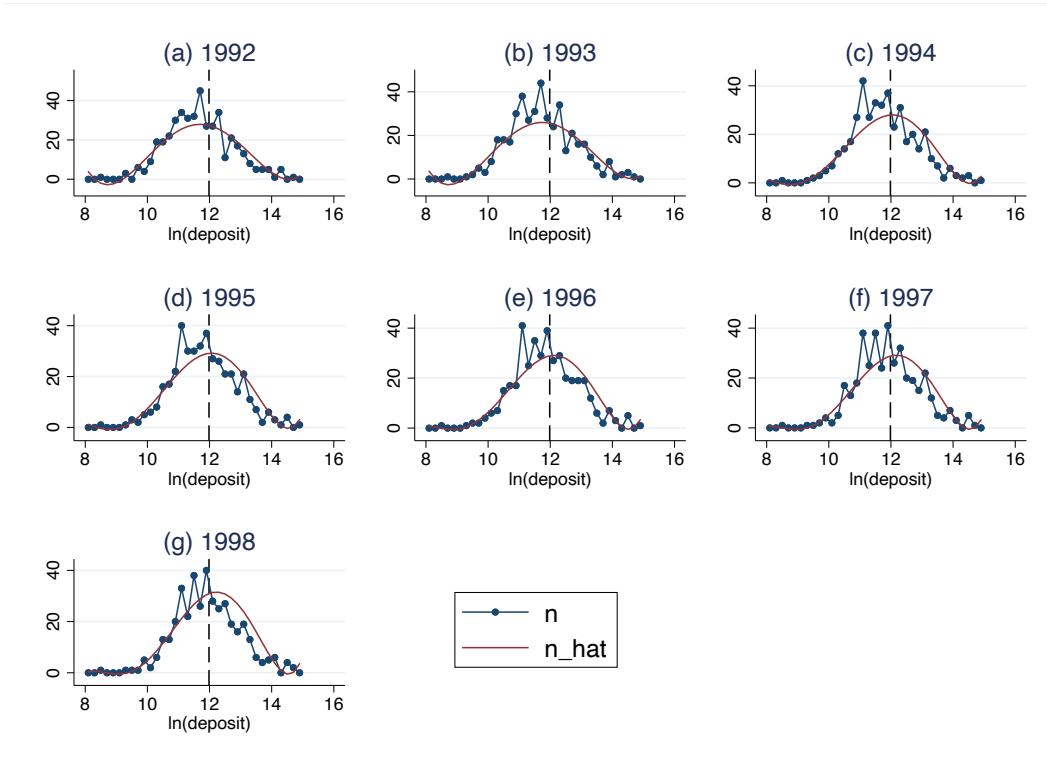 (a) 1992
40
20
0
8 10 12 14 16
ln(deposit)
(b) 1993
40
20
0
8 10 12 14 16
ln(deposit)
(c) 1994
40
20
0
8 10 12 14 16
ln(deposit)
(d) 1995
40
20
0
8 10 12 14 16
ln(deposit)
(e) 1996
40
20
0
8 10 12 14 16
ln(deposit)
(f) 1997
40
20
0
8 10 12 14 16
ln(deposit)
(g) 1998
40
20
0
8 10 12 14 16
ln(deposit)
n
n_hat